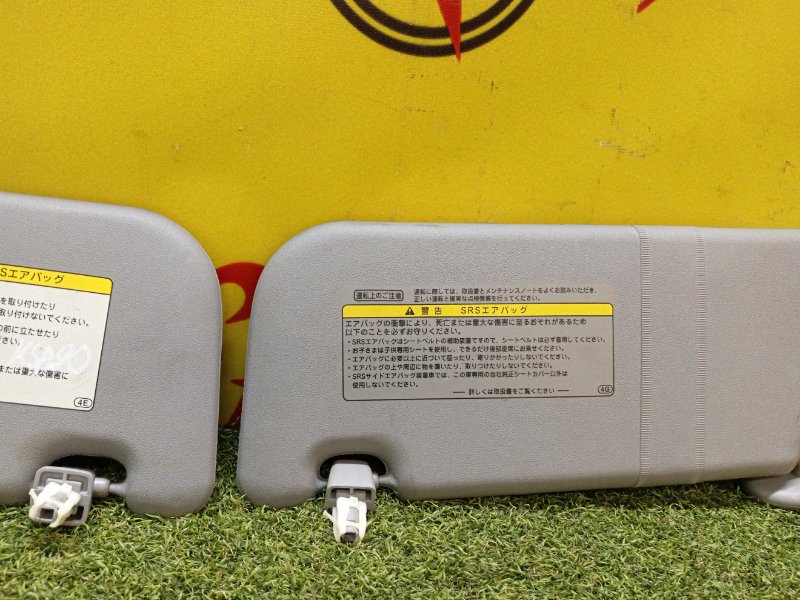 Sエアバッグ
を取り付けたり
取り付けないでください。
の前に立たせたり
さい。
または重大な傷害に
4E
運転上のご注意
運転に際しては、取扱書とメンテナンスノートをよくお読みいただき、
正しい運転と確実な点検整備を行ってください。
警告 SRSエアバッグ
エアバッグの衝撃により、死亡または重大な傷害に至るおそれがあるため
以下のことを必ずお守りください。
・SRSエアバッグはシートベルトの補助装置ですので、シートベルトは必ず着用してください。
・お子さまは子供専用シートを使用し、できるだけ後部座席にお乗せください。
・エアバッグに必要以上に近づいて座ったり、寄りかかったりしないでください。
・エアバッグの上や周辺に物を置いたり、取りつけたりしないでください。
・SRSサイドエアバッグ装着車では、この車専用の当社純正シートカバー以外は
使用しないでください。
詳しくは取扱書をご覧ください
4G